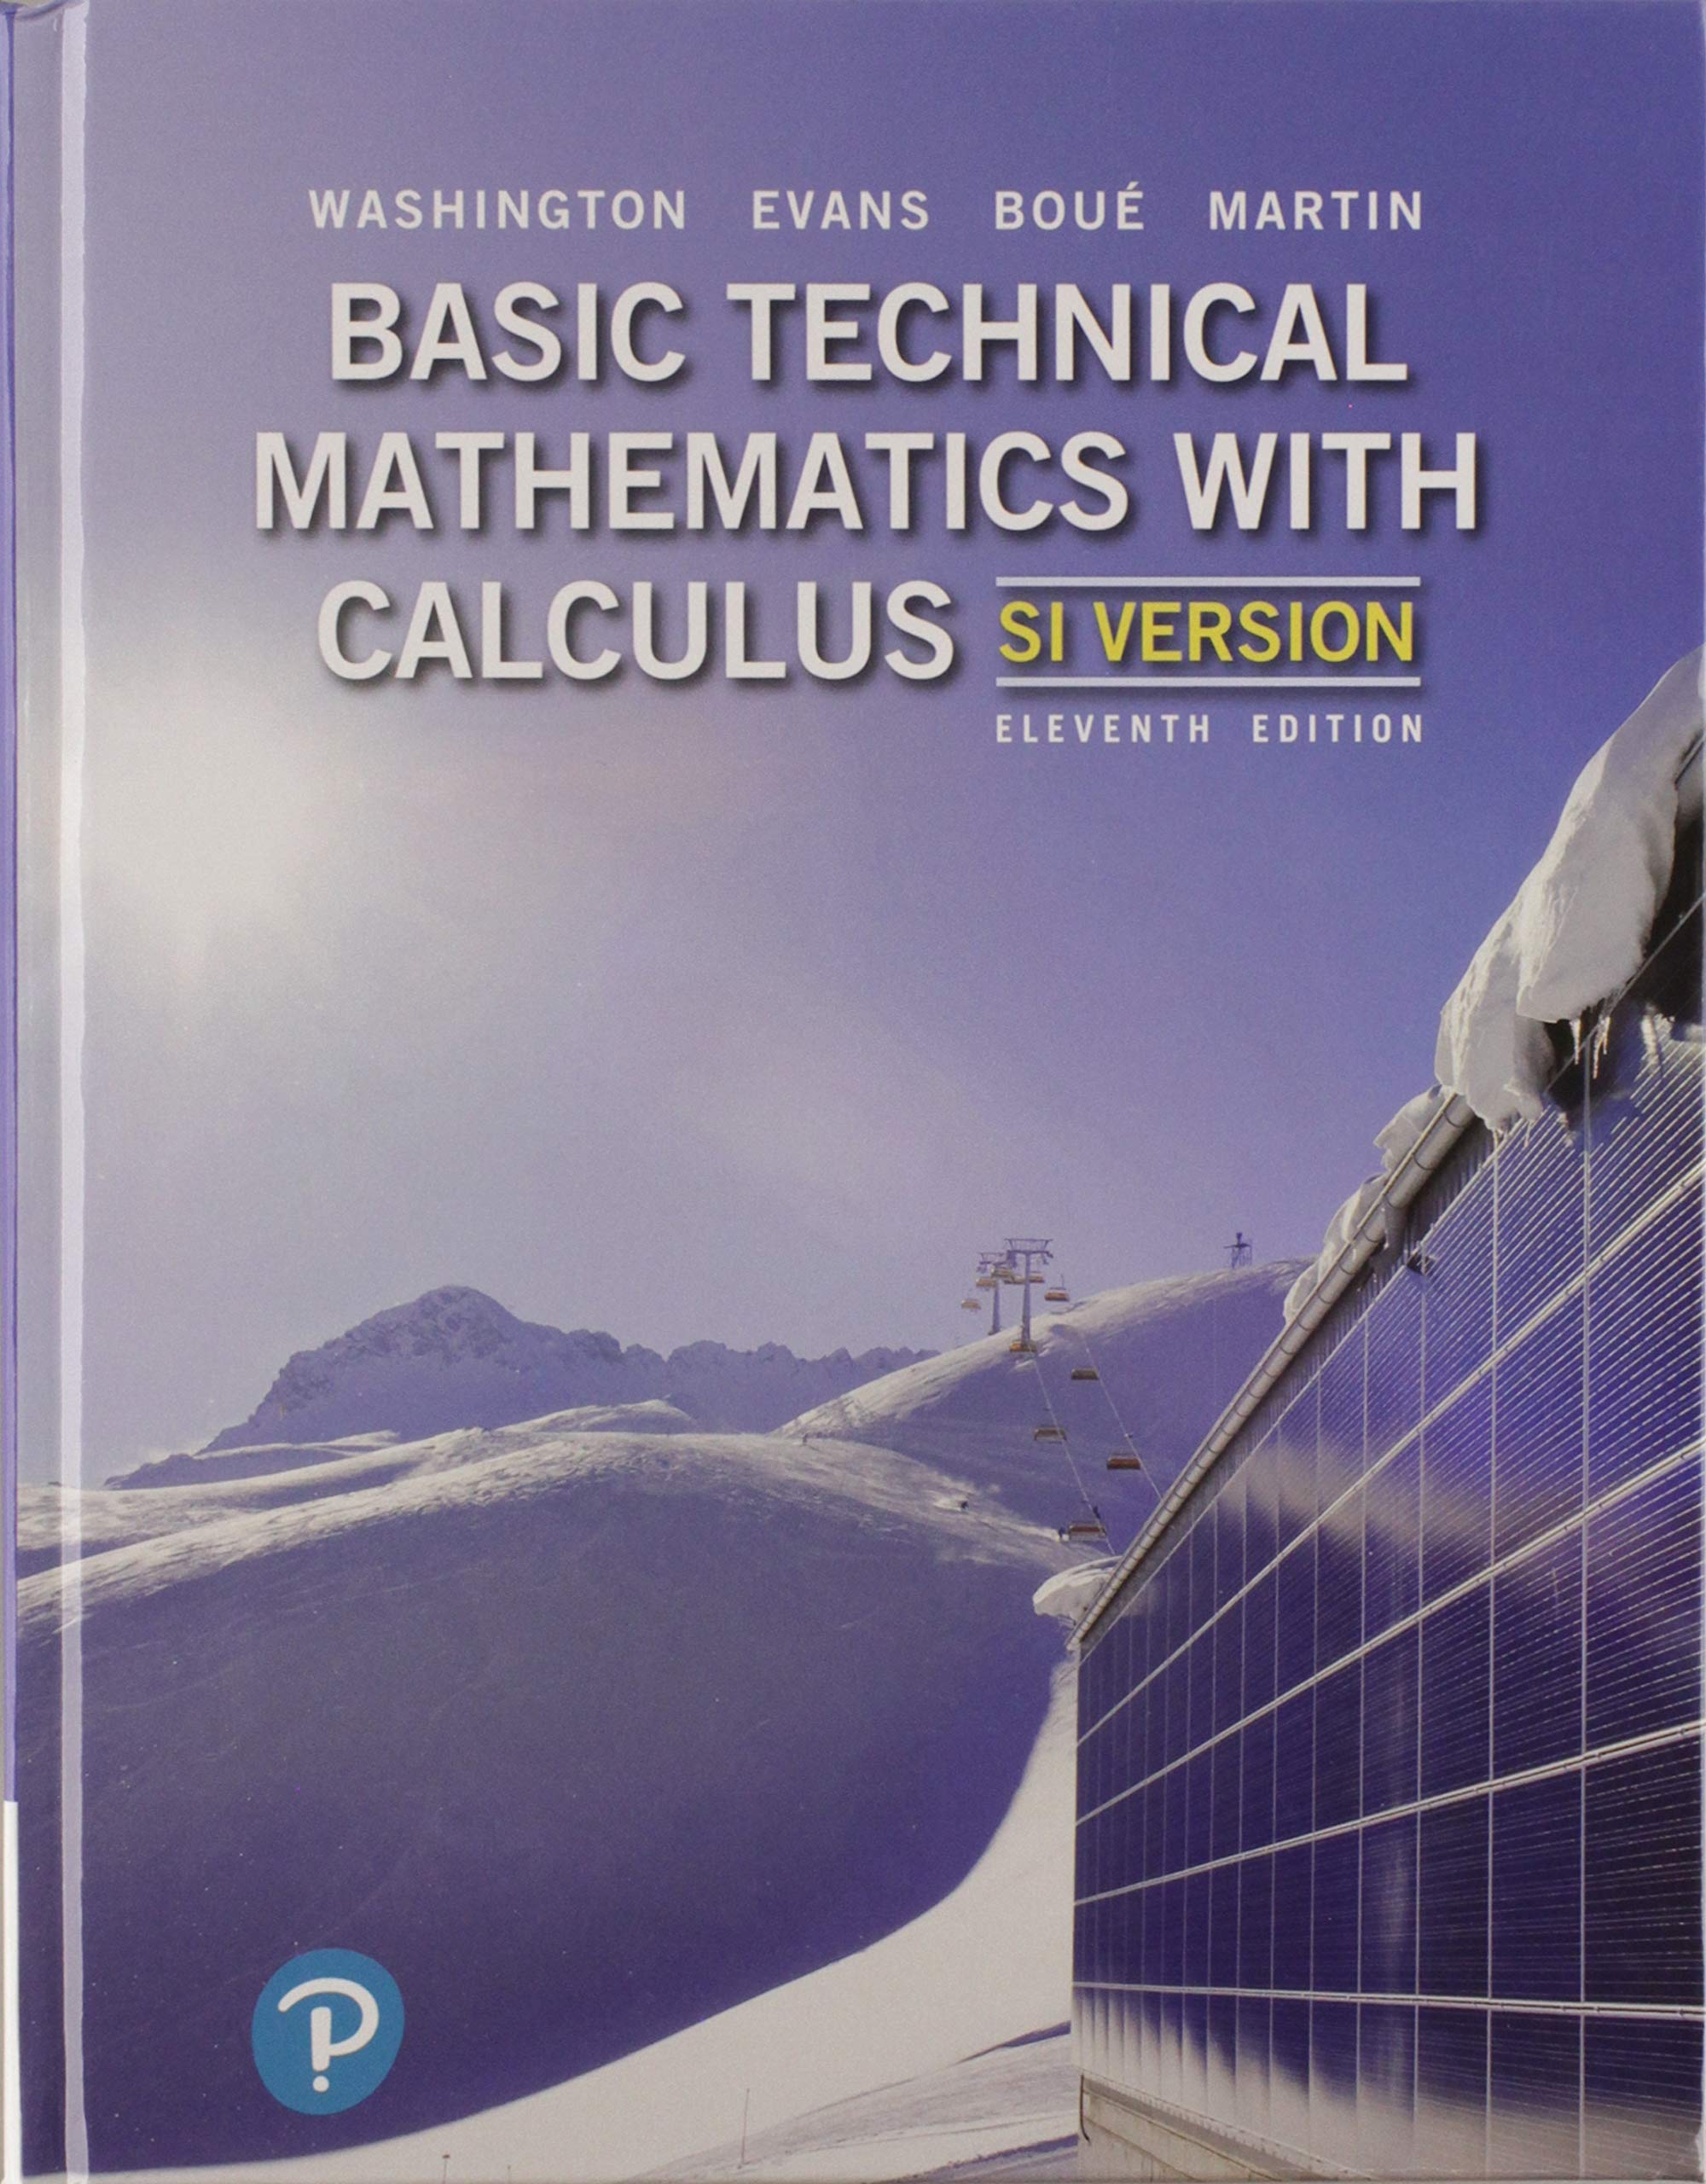 WASHINGTON EVANS BOUÉ MARTIN
BASIC TECHNICAL
MATHEMATICS WITH
CALCULUS SI VERSION
ELEVENTH EDITION